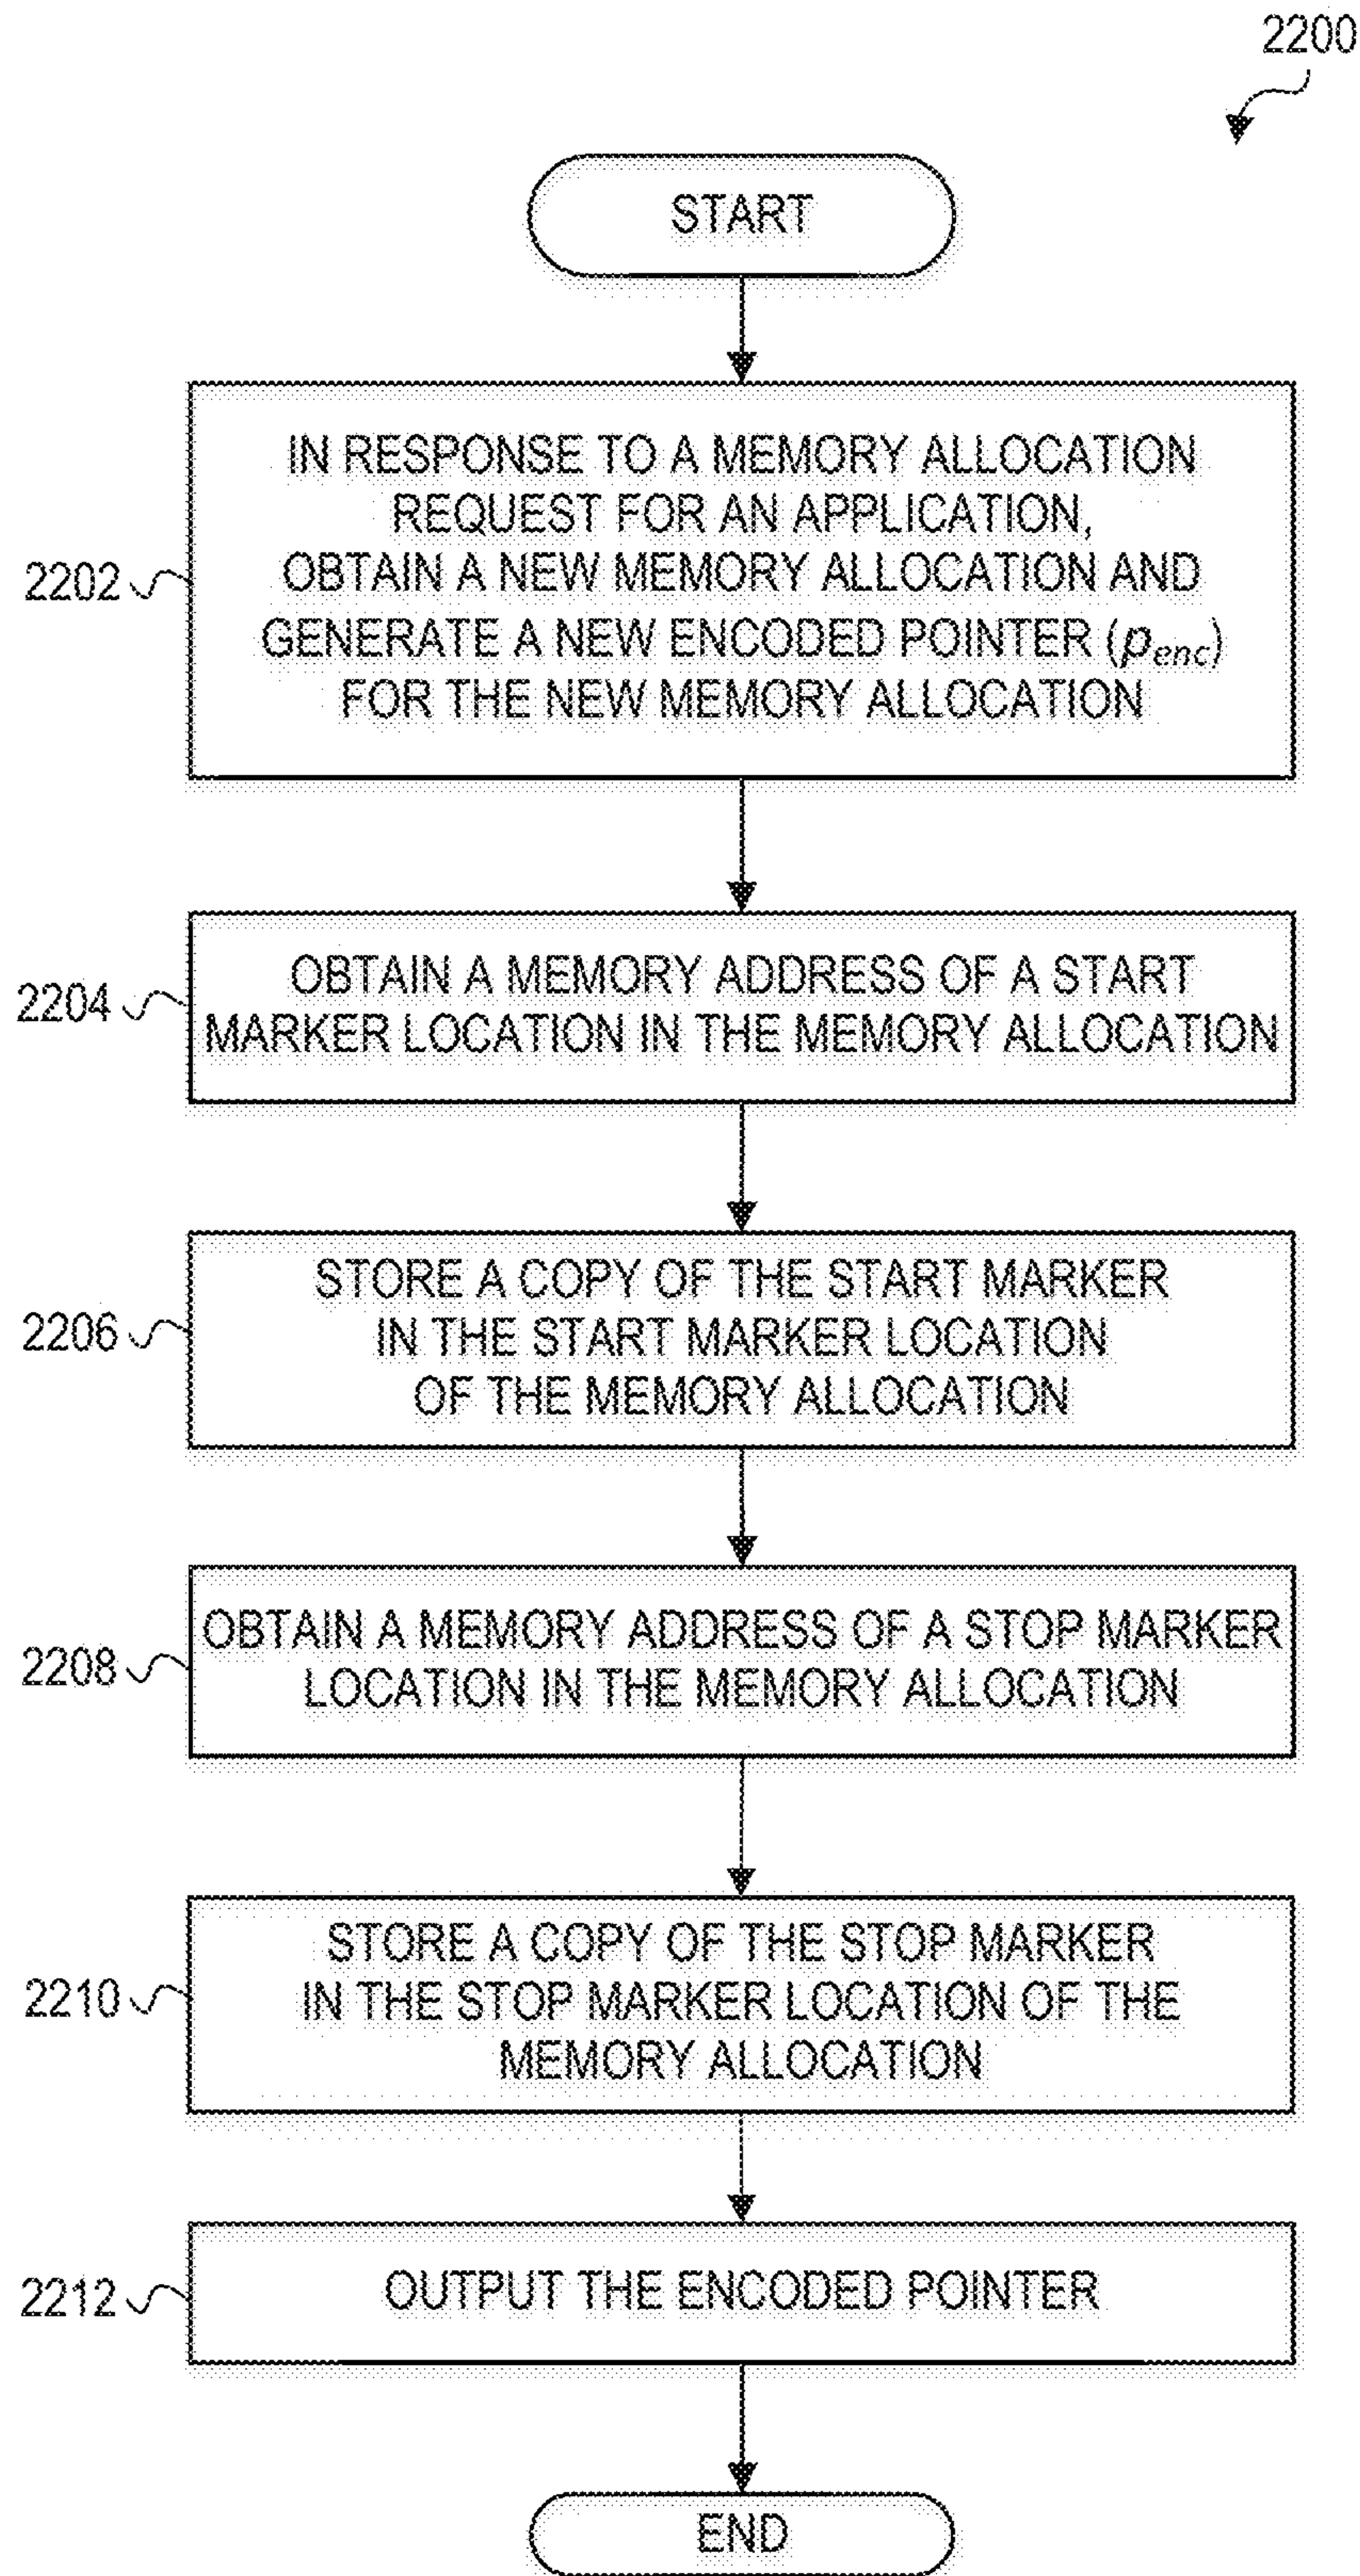 2200
START
2202
IN RESPONSE TO A MEMORY ALLOCATION
REQUEST FOR AN APPLICATION,
OBTAIN A NEW MEMORY ALLOCATION AND
GENERATE A NEW ENCODED POINTER (penc)
FOR THE NEW MEMORY ALLOCATION
2204
OBTAIN A MEMORY ADDRESS OF A START
MARKER LOCATION IN THE MEMORY ALLOCATION
2206
STORE A COPY OF THE START MARKER
IN THE START MARKER LOCATION
OF THE MEMORY ALLOCATION
2208
OBTAIN A MEMORY ADDRESS OF A STOP MARKER
LOCATION IN THE MEMORY ALLOCATION
2210
STORE A COPY OF THE STOP MARKER
IN THE STOP MARKER LOCATION OF THE
MEMORY ALLOCATION
2212
OUTPUT THE ENCODED POINTER
END